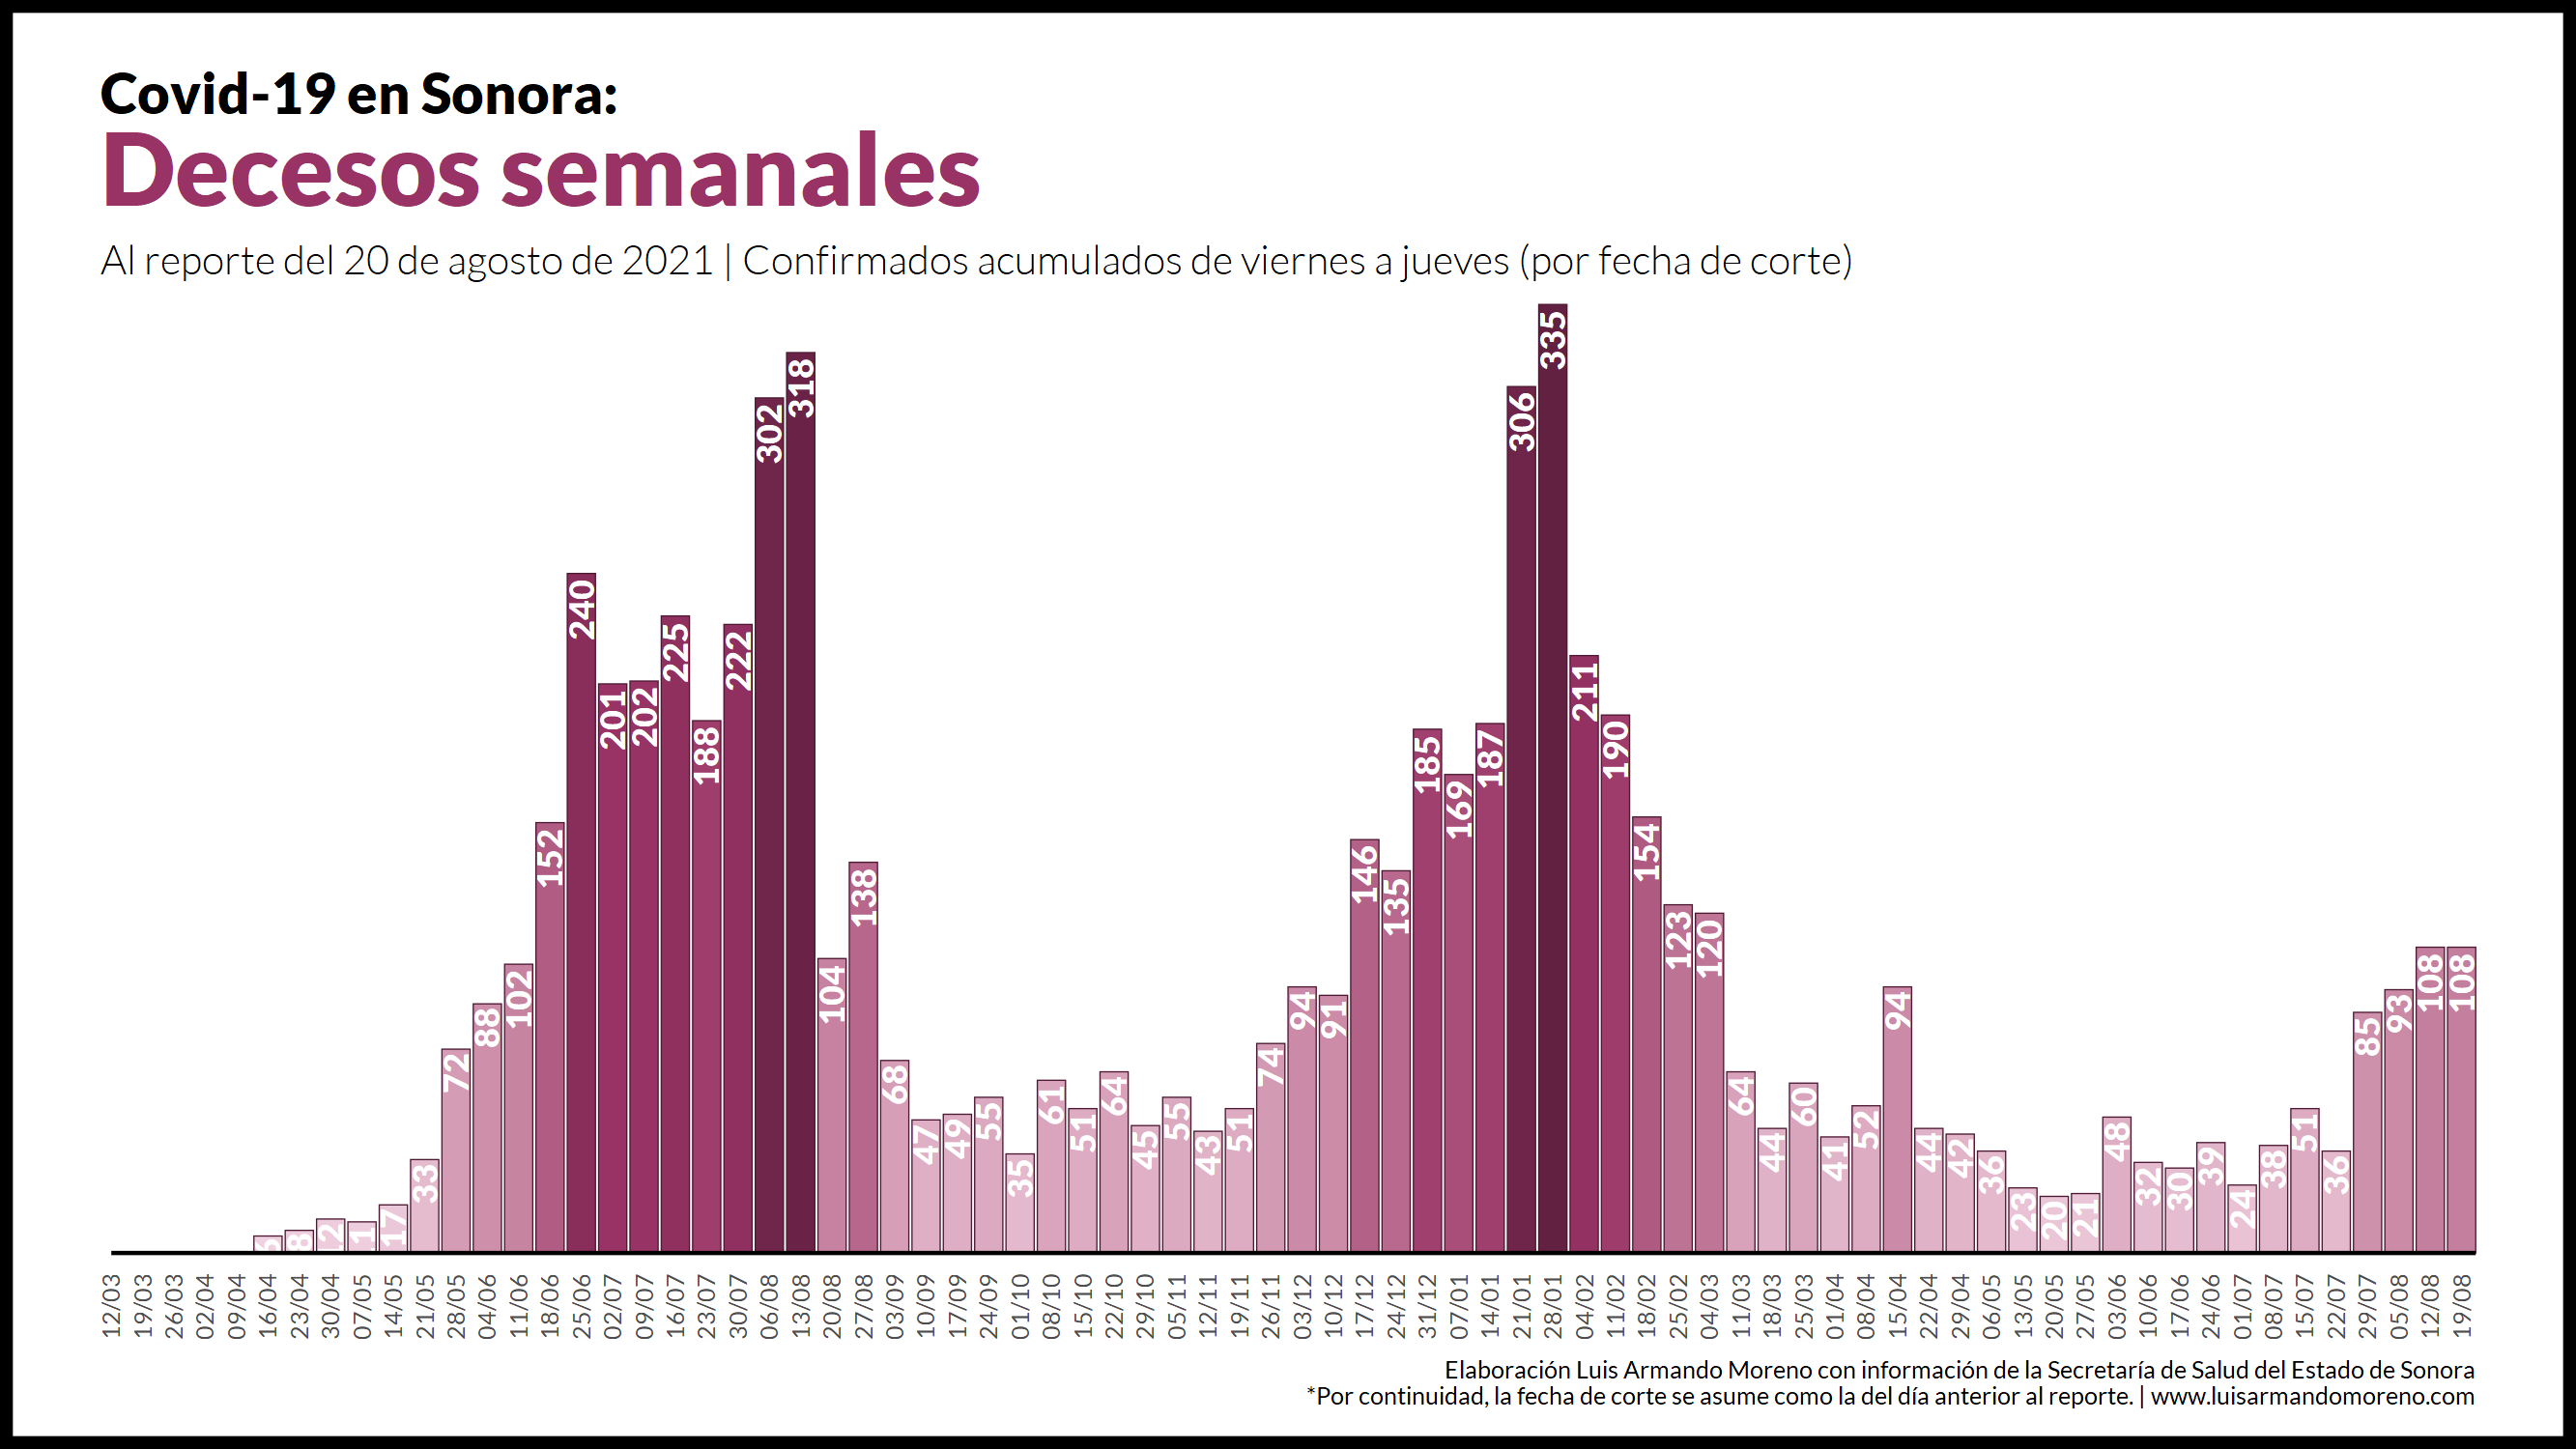 Covid-19 en Sonora:
Decesos semanales
Al reporte del 20 de agosto de 2021 | Confirmados acumulados de viernes a jueves (por fecha de corte)
6 8 12 11 17 33 72 88 102 152 240 201 202 225 188 222 302 318 104 138 68 47 49 55 35 61 51 64 45 55 43 51 74 94 91 146 135 185 169 187 306 335 211 190 154 123 120 64 44 60 41 52 94 44 42 36 23 20 21 48 32 30 39 24 38 51 36 85 93 108 108
12/03 19/03 26/03 02/04 09/04 16/04 23/04 30/04 07/05 14/05 21/05 28/05 04/06 11/06 18/06 25/06 02/07 09/07 16/07 23/07 30/07 06/08 13/08 20/08 27/08 03/09 10/09 17/09 24/09 01/10 08/10 15/10 22/10 29/10 05/11 12/11 19/11 26/11 03/12 10/12 17/12 24/12 31/12 07/01 14/01 21/01 28/01 04/02 11/02 18/02 25/02 04/03 11/03 18/03 25/03 01/04 08/04 15/04 22/04 29/04 06/05 13/05 20/05 27/05 03/06 10/06 17/06 24/06 01/07 08/07 15/07 22/07 29/07 05/08 12/08 19/08
Elaboración Luis Armando Moreno con información de la Secretaría de Salud del Estado de Sonora
*Por continuidad, la fecha de corte se asume como la del día anterior al reporte. | www.luisarmandomoreno.com